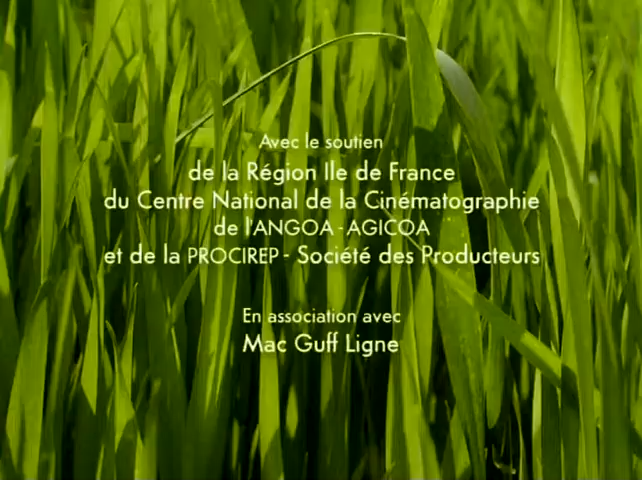 Avec le soutien
de la Région Ile de France
du Centre National de la Cinématographie
de l'ANGOA - AGICOA
et de la PROCIREP - Société des Producteurs
En association avec
Mac Guff Ligne